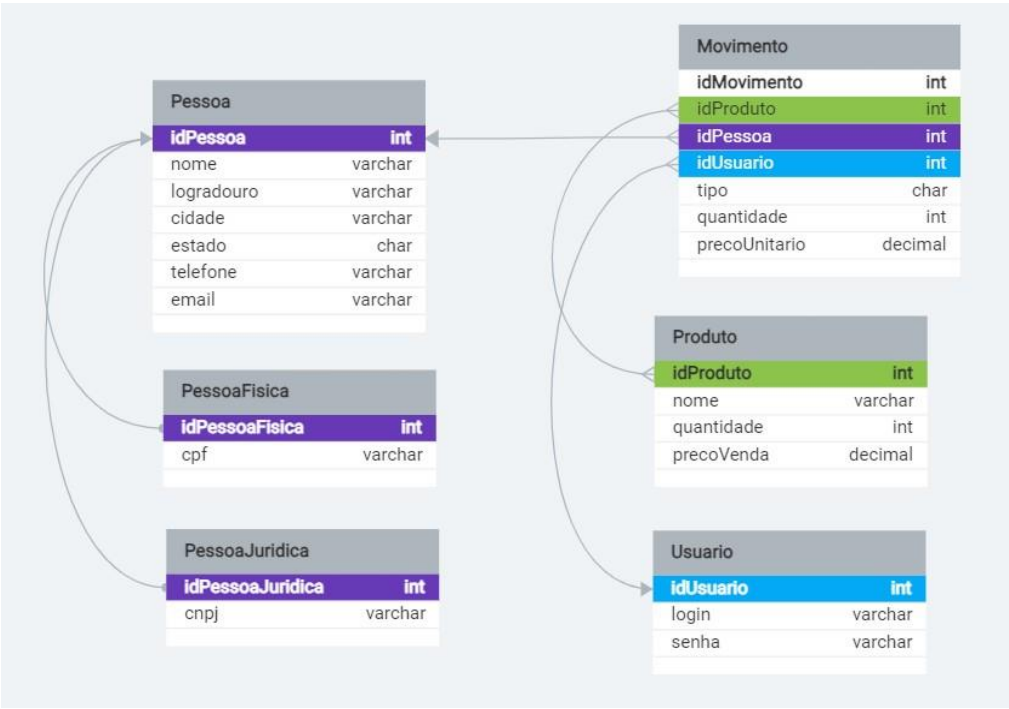 Pessoa
idPessoa int
nome varchar
logradouro varchar
cidade varchar
estado char
telefone varchar
email varchar
PessoaFisica
idPessoaFisica int
cpf varchar
PessoaJuridica
idPessoaJuridica int
cnpj varchar
Movimento
idMovimento int
idProduto int
idPessoa int
idUsuario int
tipo char
quantidade int
precoUnitario decimal
Produto
idProduto int
nome varchar
quantidade int
precoVenda decimal
Usuario
idUsuario int
login varchar
senha varchar